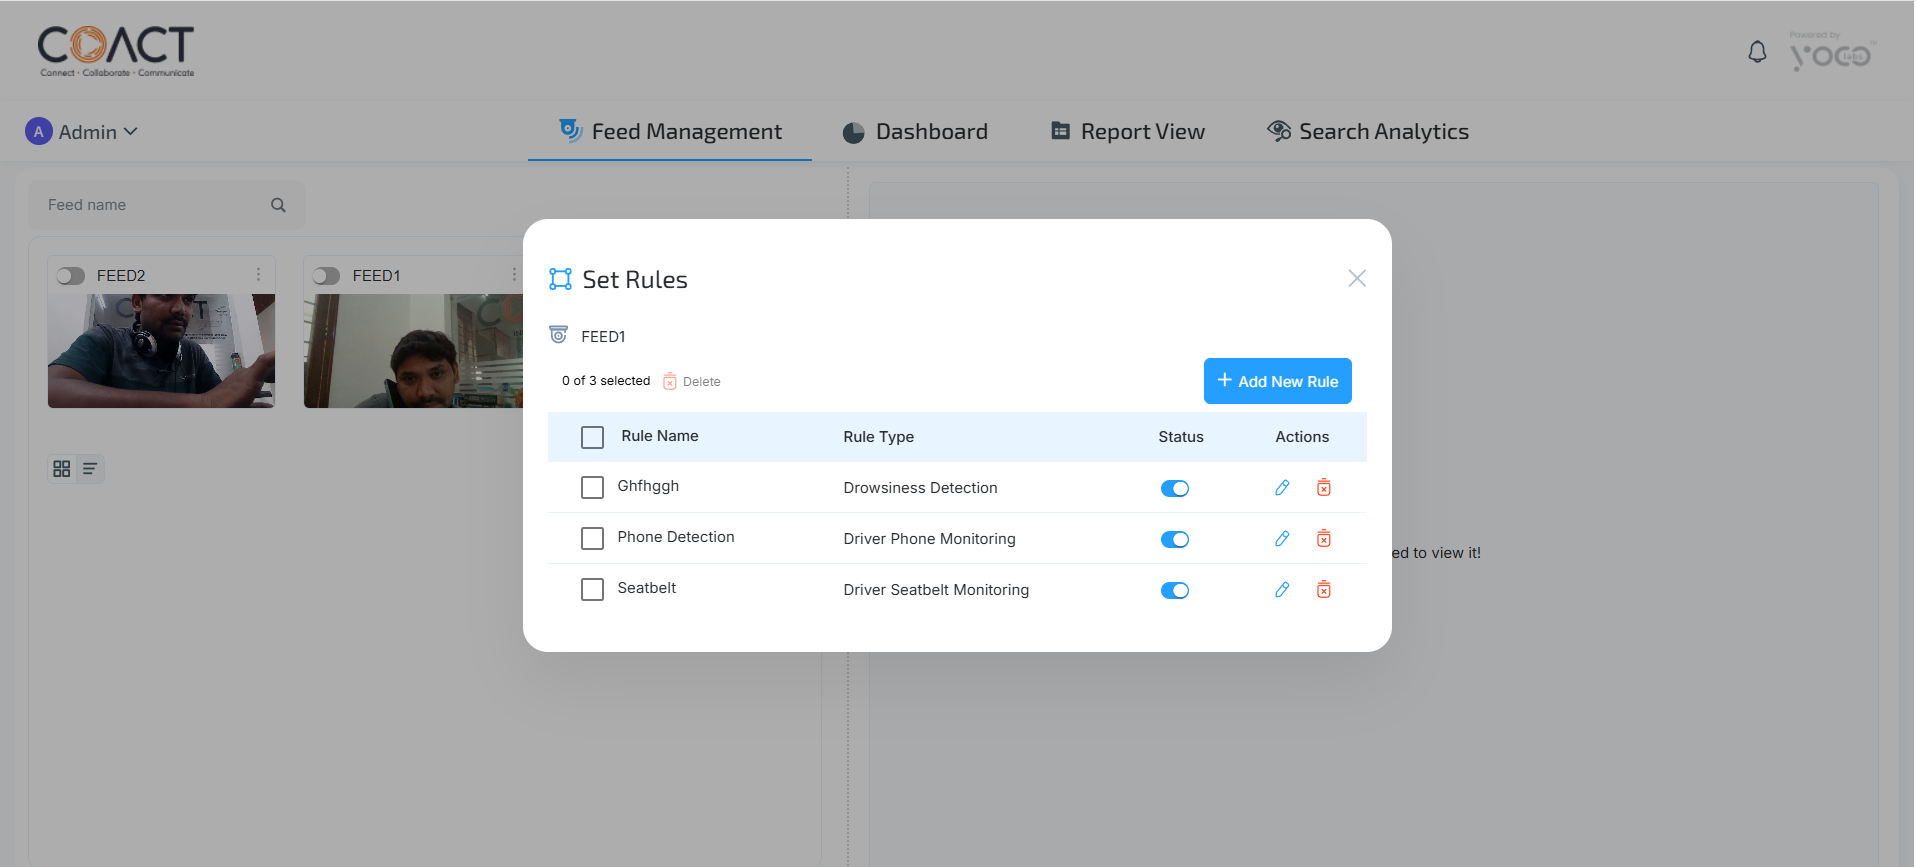 COACT
Connect • Collaborate • Communicate
Powered by
yoco labs™
A Admin
Feed Management
Dashboard
Report View
Search Analytics
Feed name
FEED2
FEED1
Set Rules
FEED1
0 of 3 selected Delete
+ Add New Rule
Rule Name Rule Type Status Actions
Ghfhggh Drowsiness Detection
Phone Detection Driver Phone Monitoring
Seatbelt Driver Seatbelt Monitoring
ed to view it!